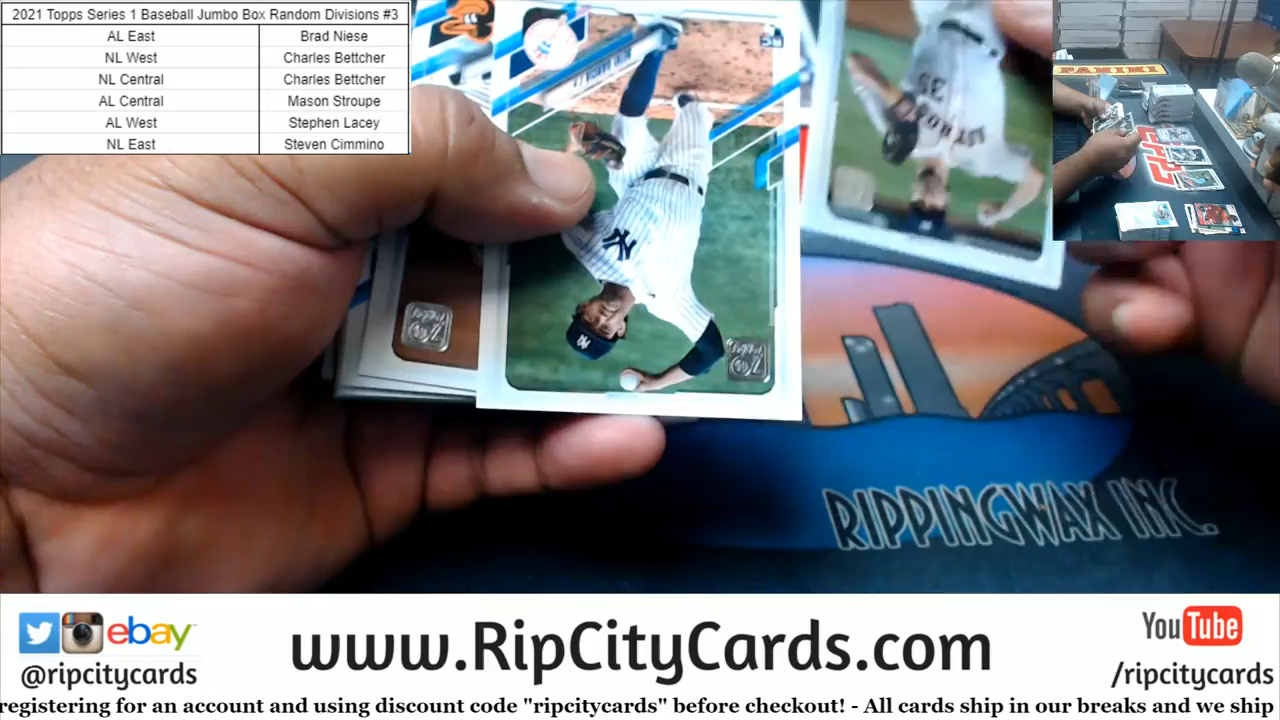 2021 Topps Series 1 Baseball Jumbo Box Random Divisions #3
AL East Brad Niese
NL West Charles Bettcher
NL Central Charles Bettcher
AL Central Mason Stroupe
AL West Stephen Lacey
NL East Steven Cimmino
PANINI
35
RIPPINGWAX INC.
ebay
@ripcitycards
www.RipCityCards.com
YouTube
/ripcitycards
registering for an account and using discount code "ripcitycards" before checkout! - All cards ship in our breaks and we ship